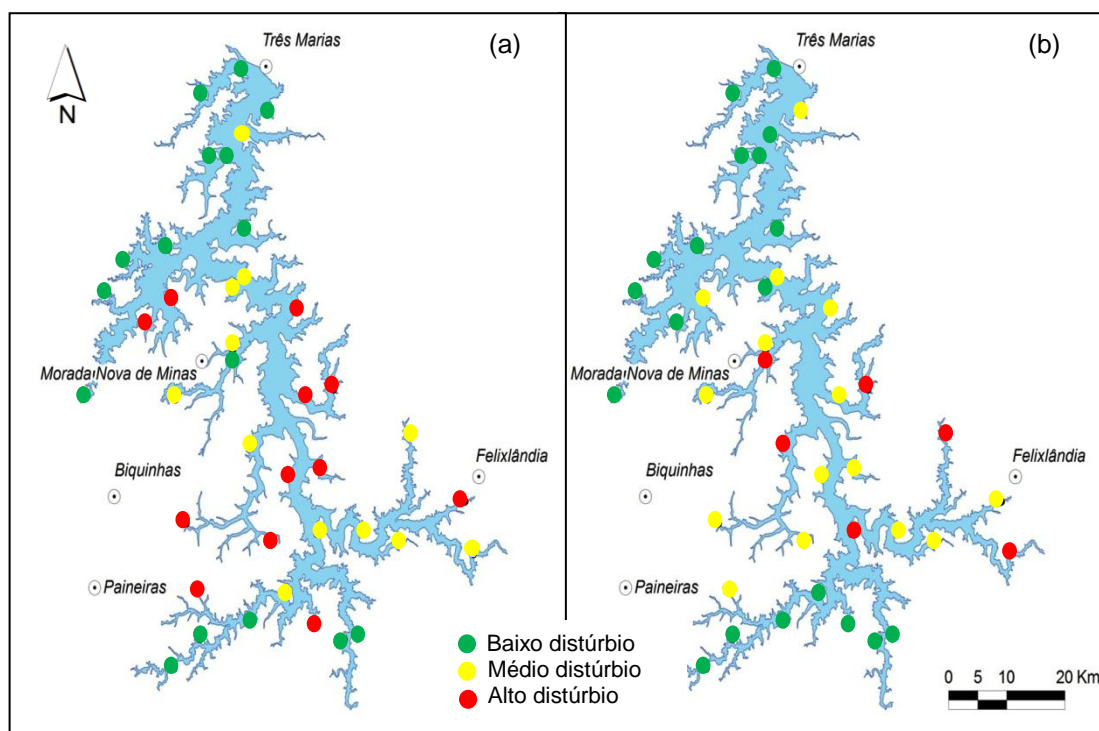 Três Marias
(a)
N
Morada Nova de Minas
Biquinhas
Felixlândia
Paineiras
Três Marias
(b)
Morada Nova de Minas
Biquinhas
Felixlândia
Paineiras
Baixo distúrbio
Médio distúrbio
Alto distúrbio
0 5 10 20 Km